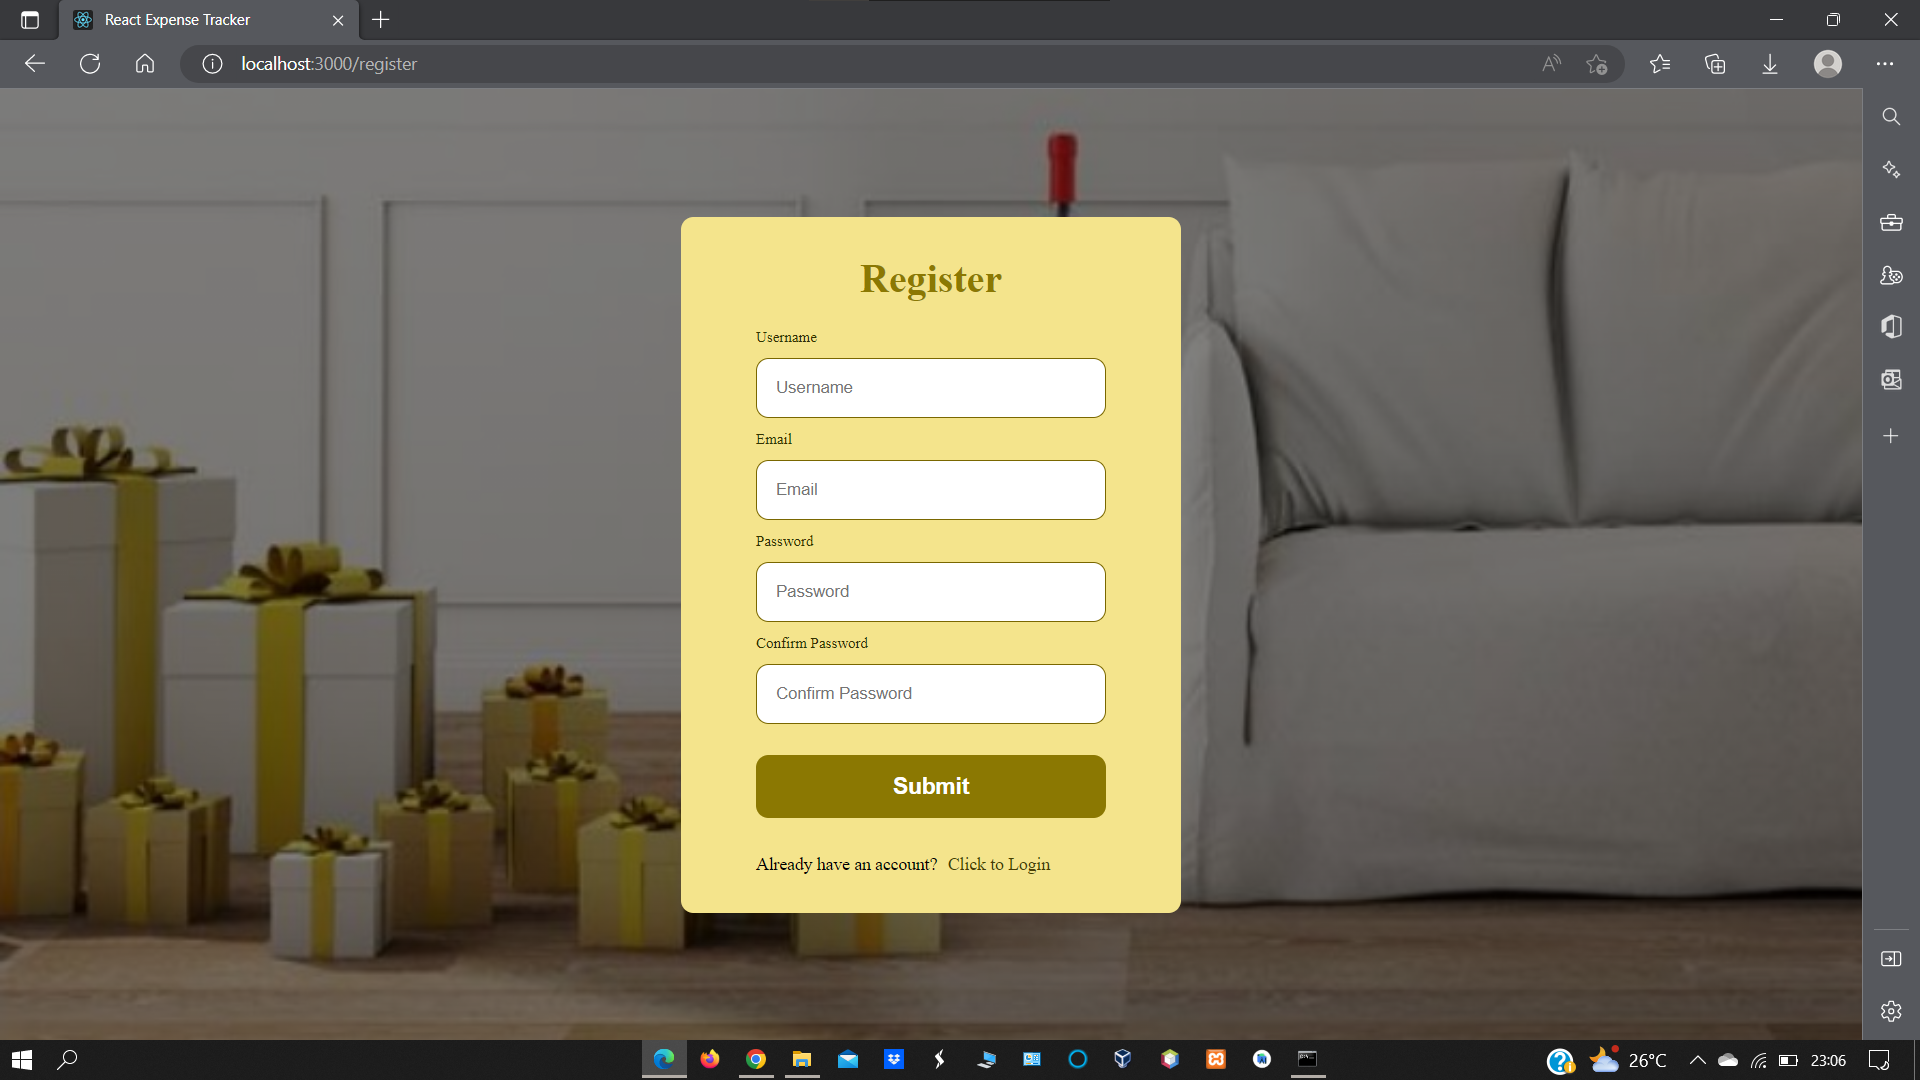 React Expense Tracker
localhost:3000/register
Register
Username
Username
Email
Email
Password
Password
Confirm Password
Confirm Password
Submit
Already have an account? Click to Login
26°C
23:06